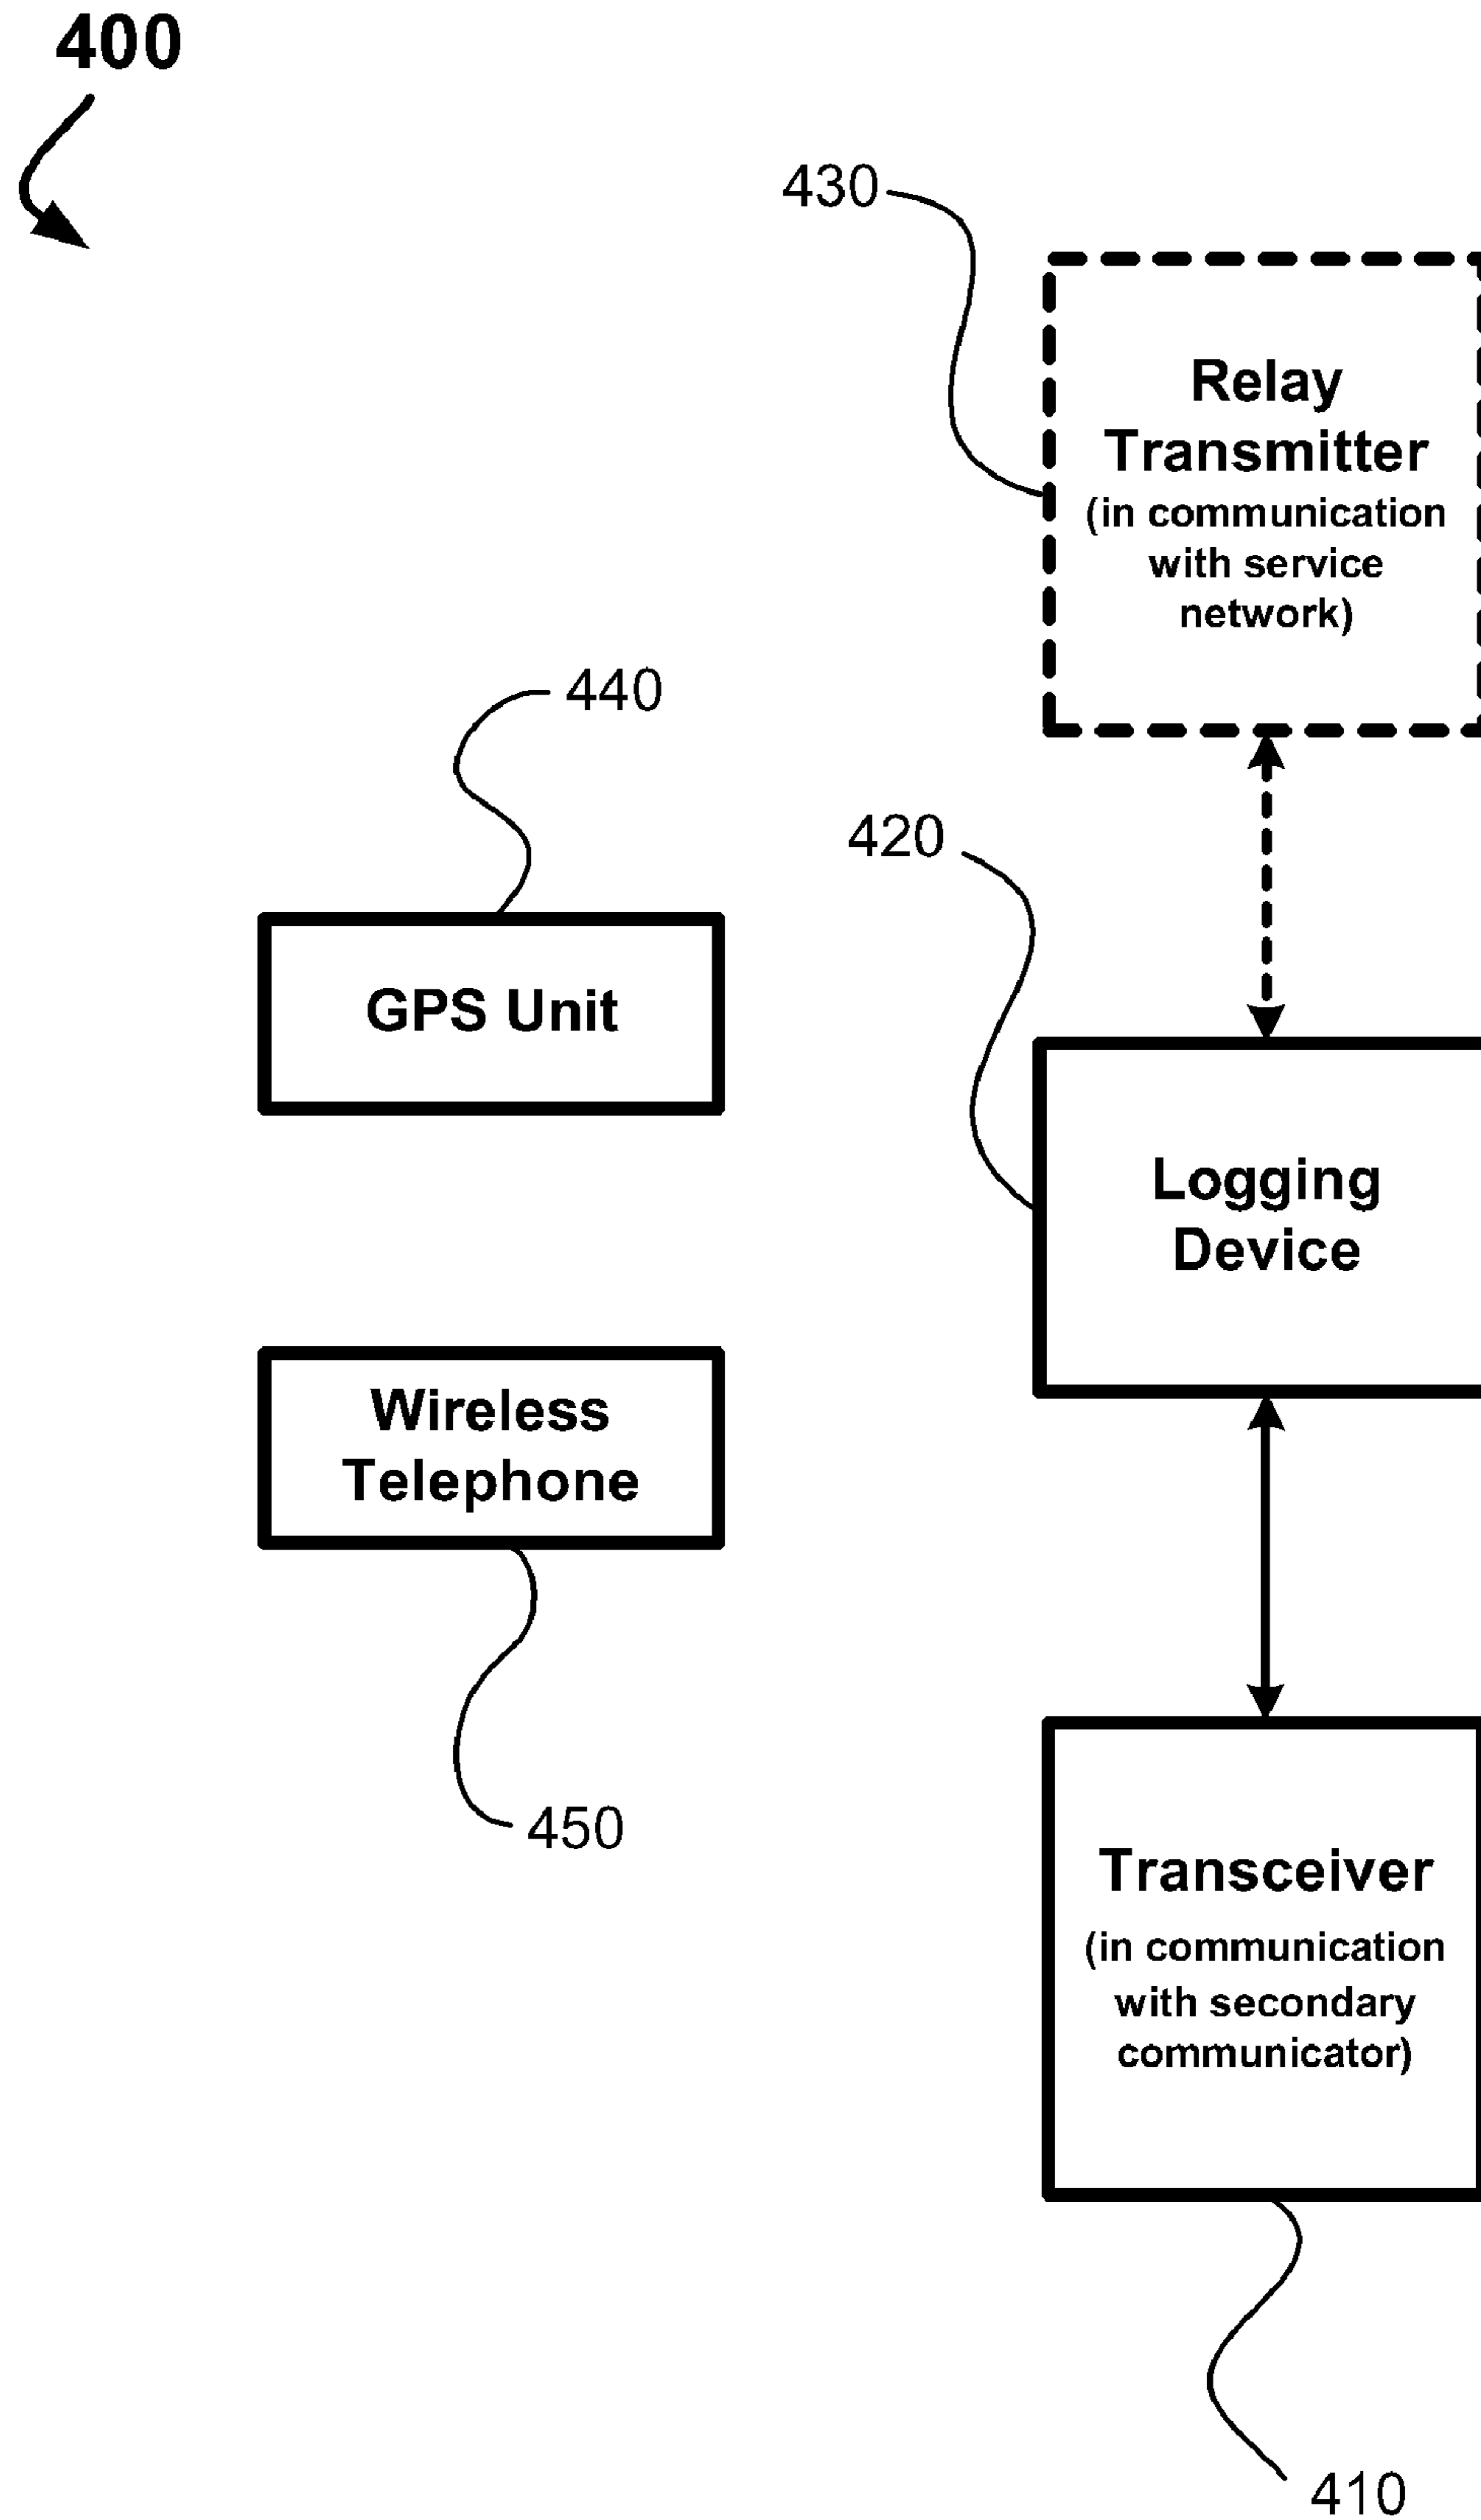 400
430
Relay
Transmitter
(in communication
with service
network)
440
420
GPS Unit
Logging
Device
Wireless
Telephone
450
Transceiver
(in communication
with secondary
communicator)
410